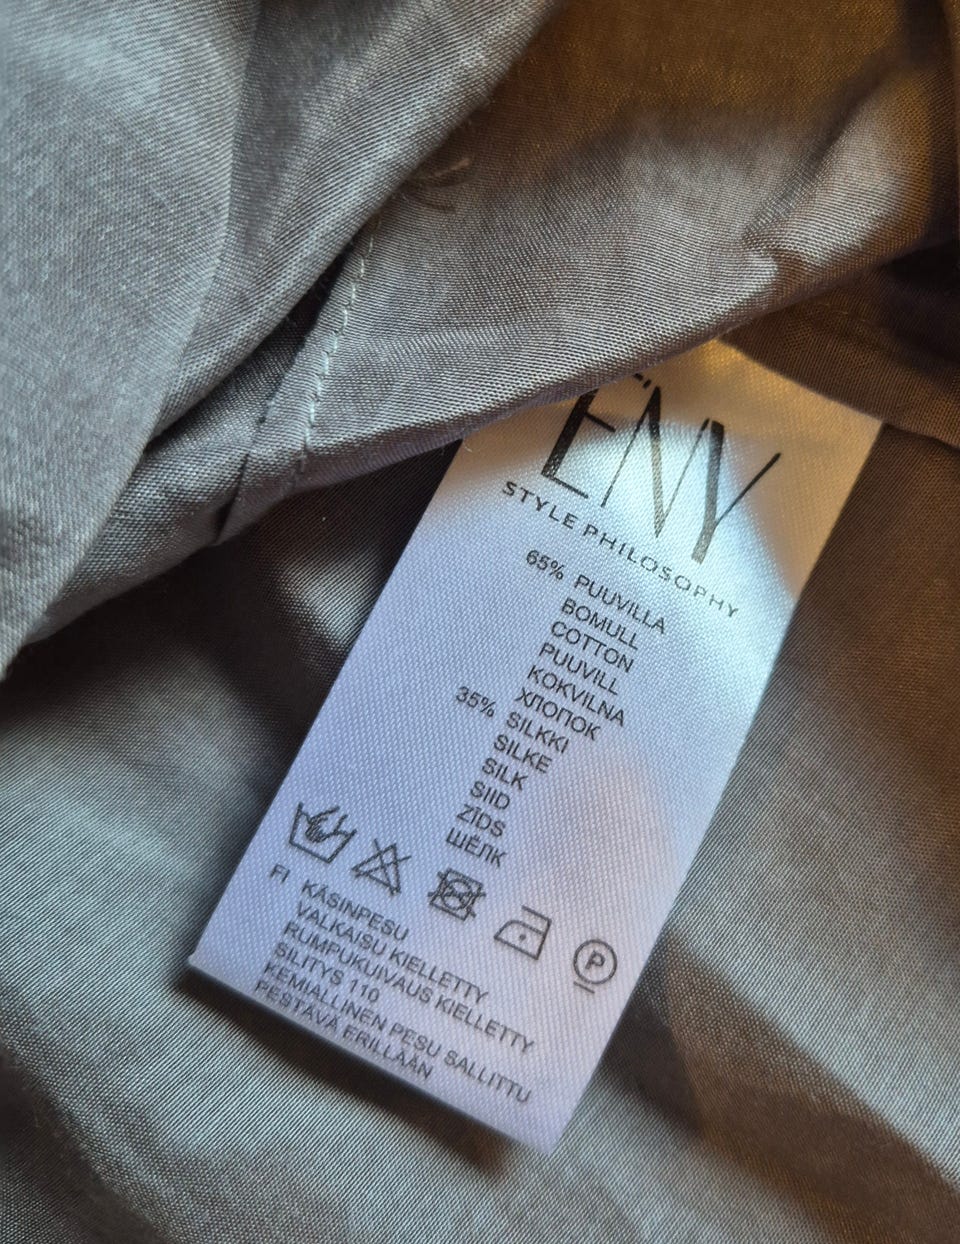 ENY
STYLE PHILOSOPHY
65% PUUVILLA
BOMULL
COTTON
PUUVILL
KOKVILNA
ХЛОПОК
35% SILKKI
SILKE
SILK
SIID
ZĪDS
ШЁЛК
P
FI KÄSINPESU
VALKAISU KIELLETTY
RUMPUKUIVAUS KIELLETTY
SILITYS 110
KEMIALLINEN PESU SALLITTU
PESTÄVÄ ERILLÄÄN